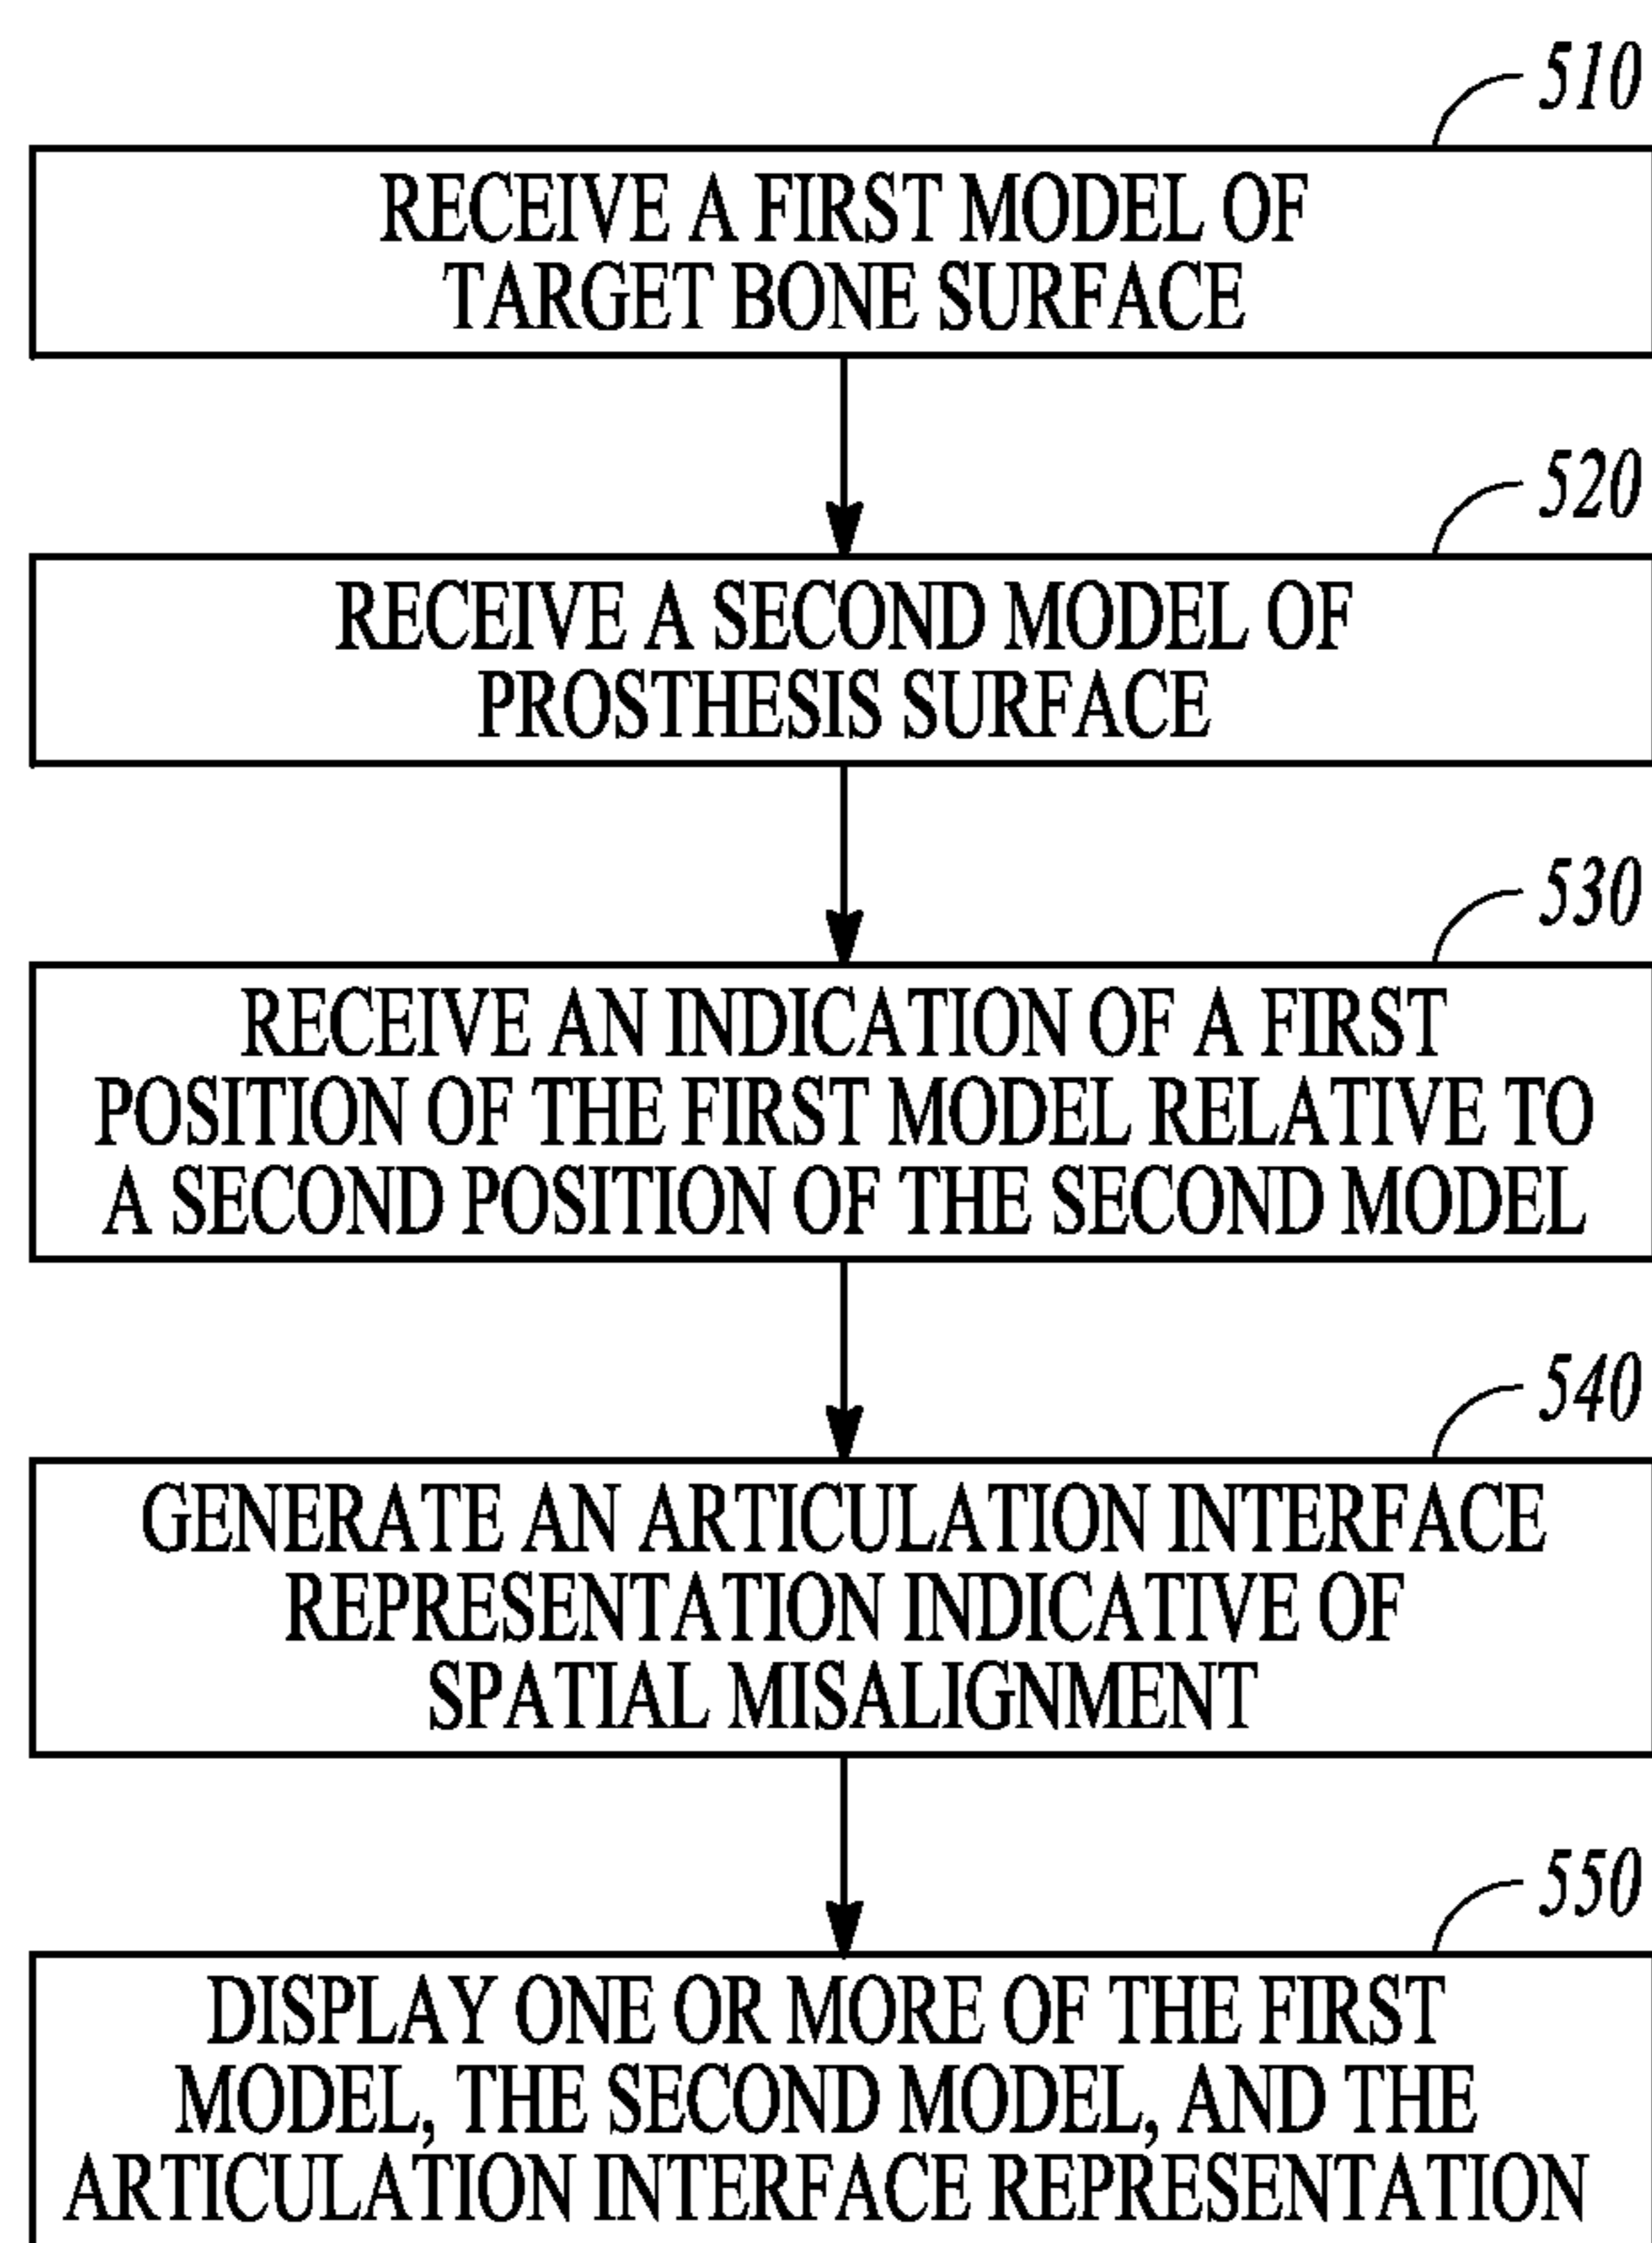 510
RECEIVE A FIRST MODEL OF
TARGET BONE SURFACE
520
RECEIVE A SECOND MODEL OF
PROSTHESIS SURFACE
530
RECEIVE AN INDICATION OF A FIRST
POSITION OF THE FIRST MODEL RELATIVE TO
A SECOND POSITION OF THE SECOND MODEL
540
GENERATE AN ARTICULATION INTERFACE
REPRESENTATION INDICATIVE OF
SPATIAL MISALIGNMENT
550
DISPLAY ONE OR MORE OF THE FIRST
MODEL, THE SECOND MODEL, AND THE
ARTICULATION INTERFACE REPRESENTATION